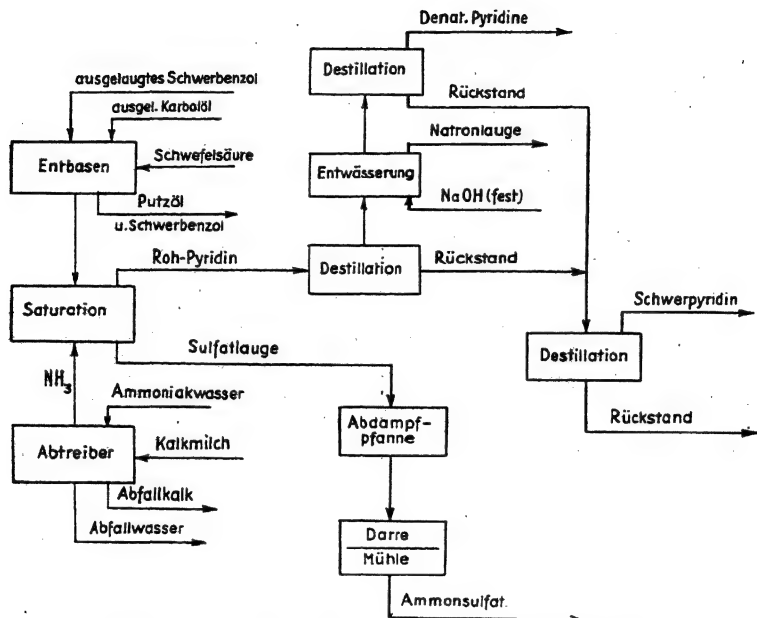 Denat. Pyridine
Destillation
ausgelaugtes Schwerbenzol
Rückstand
ausgel. Karbolöl
Natronlauge
Entbasen
Schwefelsäure
Entwässerung
NaOH (fest)
Putzöl
u. Schwerbenzol
Roh-Pyridin
Destillation
Rückstand
Saturation
Schwerpyridin
Sulfatlauge
Destillation
NH3
Ammoniakwasser
Rückstand
Abdampf-
pfanne
Abtreiber
Kalkmilch
Abfallkalk
Abfallwasser
Darre
Mühle
Ammonsulfat.